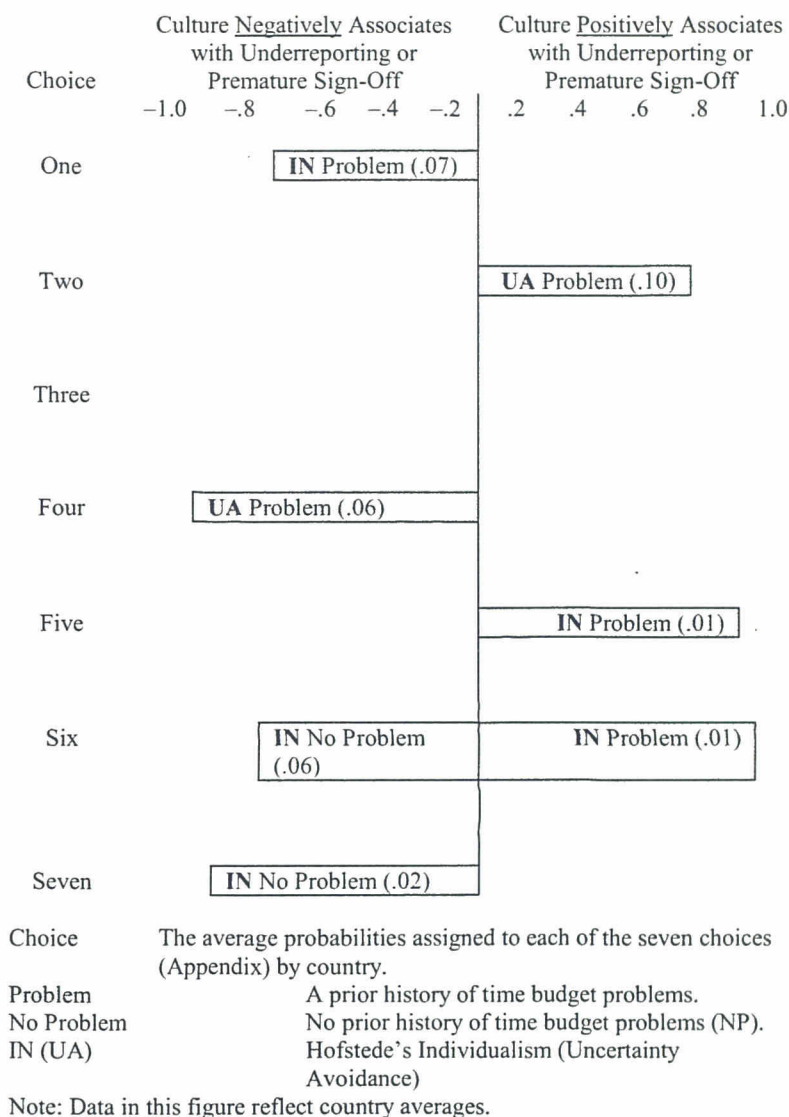 Culture Negatively Associates with Underreporting or Premature Sign-Off
Culture Positively Associates with Underreporting or Premature Sign-Off
Choice
−1.0 −.8 −.6 −.4 −.2 .2 .4 .6 .8 1.0
One IN Problem (.07)
Two UA Problem (.10)
Three
Four UA Problem (.06)
Five IN Problem (.01)
Six IN No Problem (.06) IN Problem (.01)
Seven IN No Problem (.02)
Choice The average probabilities assigned to each of the seven choices
(Appendix) by country.
Problem A prior history of time budget problems.
No Problem No prior history of time budget problems (NP).
IN (UA) Hofstede's Individualism (Uncertainty
Avoidance)
Note: Data in this figure reflect country averages.